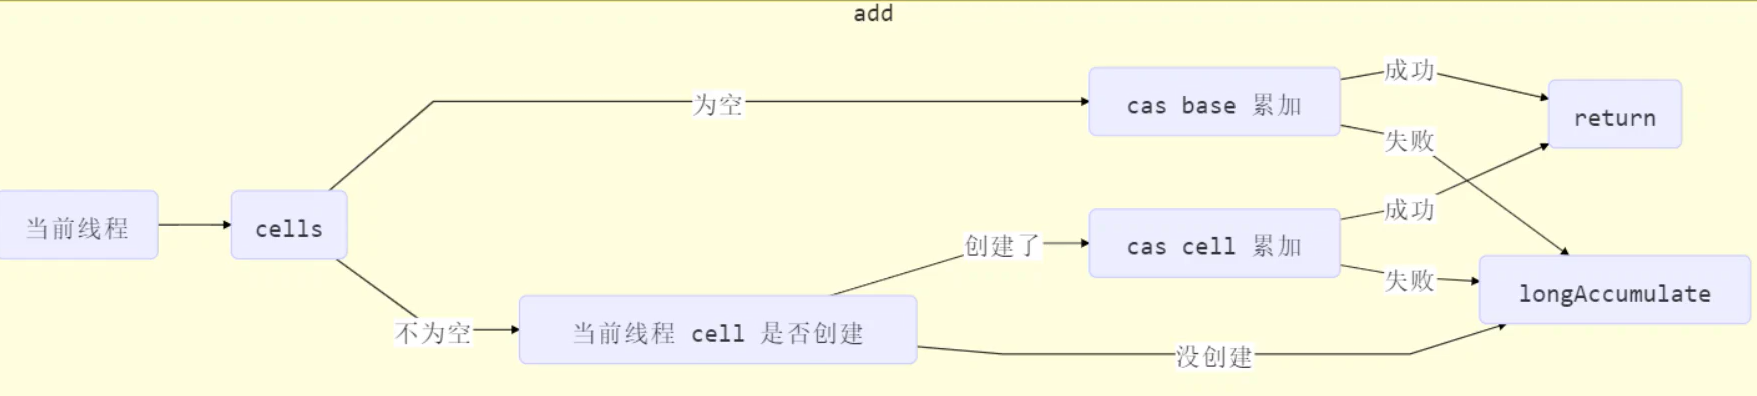 add
当前线程
cells
为空
不为空
当前线程 cell 是否创建
创建了
没创建
cas base 累加
成功
失败
cas cell 累加
成功
失败
return
longAccumulate